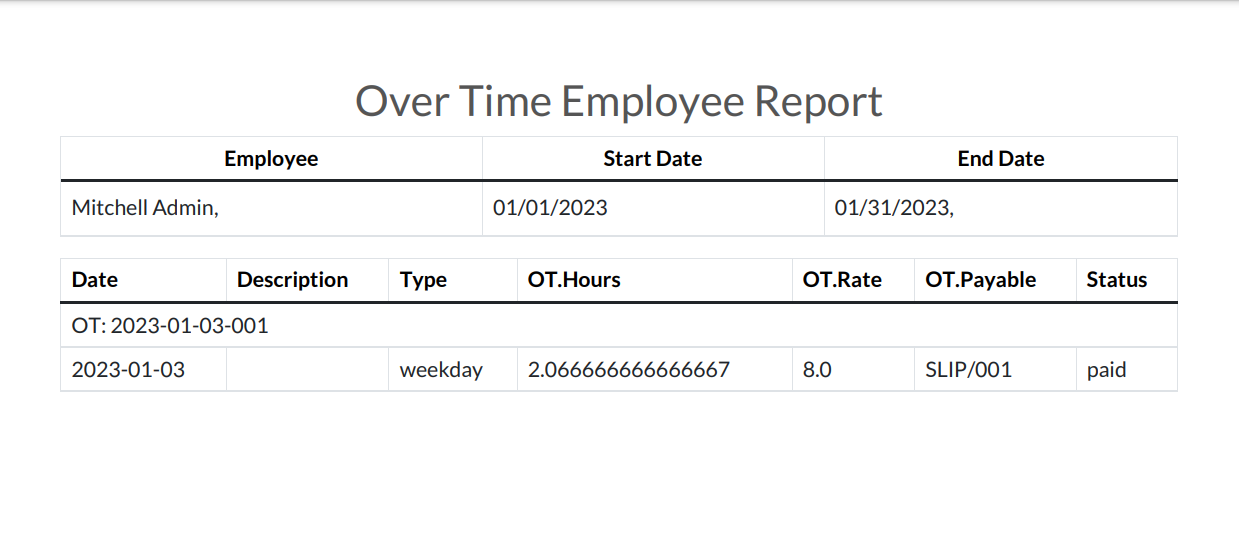 Over Time Employee Report
Employee Start Date End Date
Mitchell Admin, 01/01/2023 01/31/2023,
Date Description Type OT.Hours OT.Rate OT.Payable Status
OT: 2023-01-03-001
2023-01-03 weekday 2.066666666666667 8.0 SLIP/001 paid